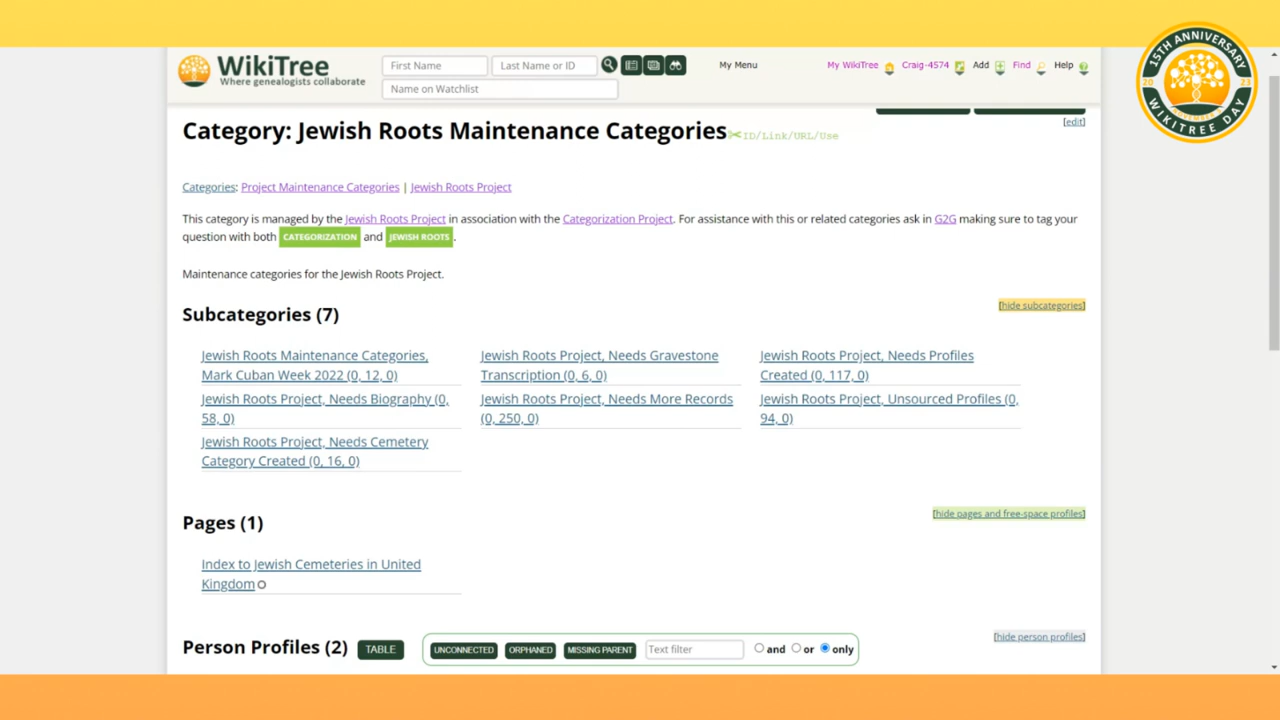 WikiTree
Where genealogists collaborate
First Name
Last Name or ID
Name on Watchlist
My Menu
My WikiTree
Craig-4574
Add
Find
Help
15TH ANNIVERSARY
20 23
WIKITREE DAY
Category: Jewish Roots Maintenance Categories
ID/Link/URL/Use
[edit]
Categories: Project Maintenance Categories | Jewish Roots Project
This category is managed by the Jewish Roots Project in association with the Categorization Project. For assistance with this or related categories ask in G2G making sure to tag your
question with both CATEGORIZATION and JEWISH ROOTS.
Maintenance categories for the Jewish Roots Project.
Subcategories (7)
[hide subcategories]
Jewish Roots Maintenance Categories,
Mark Cuban Week 2022 (0, 12, 0)
Jewish Roots Project, Needs Gravestone
Transcription (0, 6, 0)
Jewish Roots Project, Needs Profiles
Created (0, 117, 0)
Jewish Roots Project, Needs Biography (0,
58, 0)
Jewish Roots Project, Needs More Records
(0, 250, 0)
Jewish Roots Project, Unsourced Profiles (0,
94, 0)
Jewish Roots Project, Needs Cemetery
Category Created (0, 16, 0)
Pages (1)
[hide pages and free-space profiles]
Index to Jewish Cemeteries in United
Kingdom
Person Profiles (2)
TABLE
UNCONNECTED
ORPHANED
MISSING PARENT
Text filter
and
or
only
[hide person profiles]